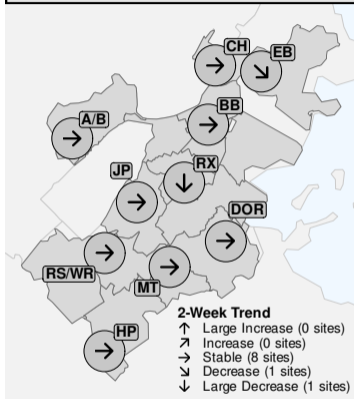 CH
EB
BB
A/B
RX
JP
DOR
RS/WR
MT
HP
2-Week Trend
↑ Large Increase (0 sites)
↗ Increase (0 sites)
→ Stable (8 sites)
↘ Decrease (1 sites)
↓ Large Decrease (1 sites)